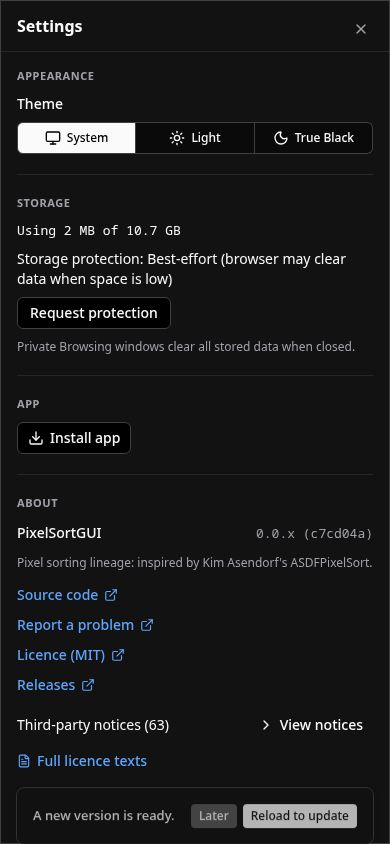 Settings
APPEARANCE
Theme
System Light True Black
STORAGE
Using 2 MB of 10.7 GB
Storage protection: Best-effort (browser may clear
data when space is low)
Request protection
Private Browsing windows clear all stored data when closed.
APP
Install app
ABOUT
PixelSortGUI 0.0.x (c7cd04a)
Pixel sorting lineage: inspired by Kim Asendorf's ASDFPixelSort.
Source code
Report a problem
Licence (MIT)
Releases
Third-party notices (63) View notices
Full licence texts
A new version is ready. Later Reload to update